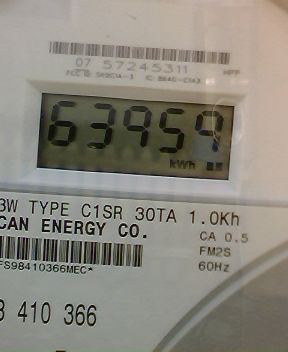 07 57245311
63959
kWh
3W TYPE C1SR 30TA 1.0Kh
CAN ENERGY CO.
CA 0.5
FM2S
60Hz
FS98410366MEC*
3 410 366